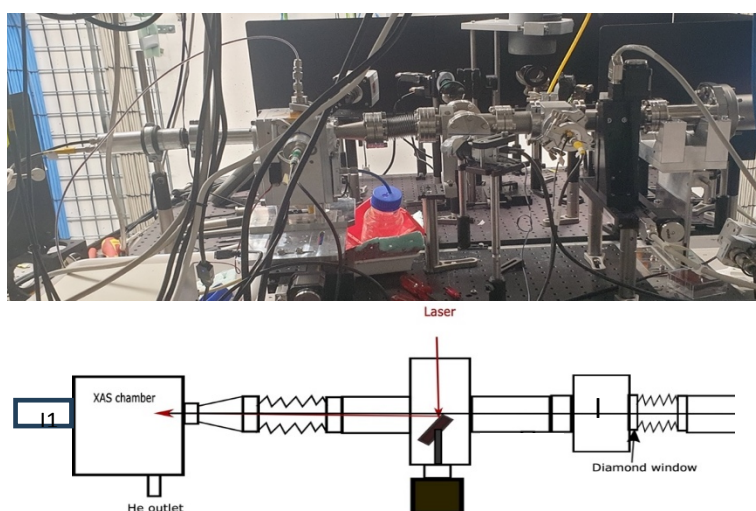 Laser
XAS chamber
I1
I
Diamond window
He outlet